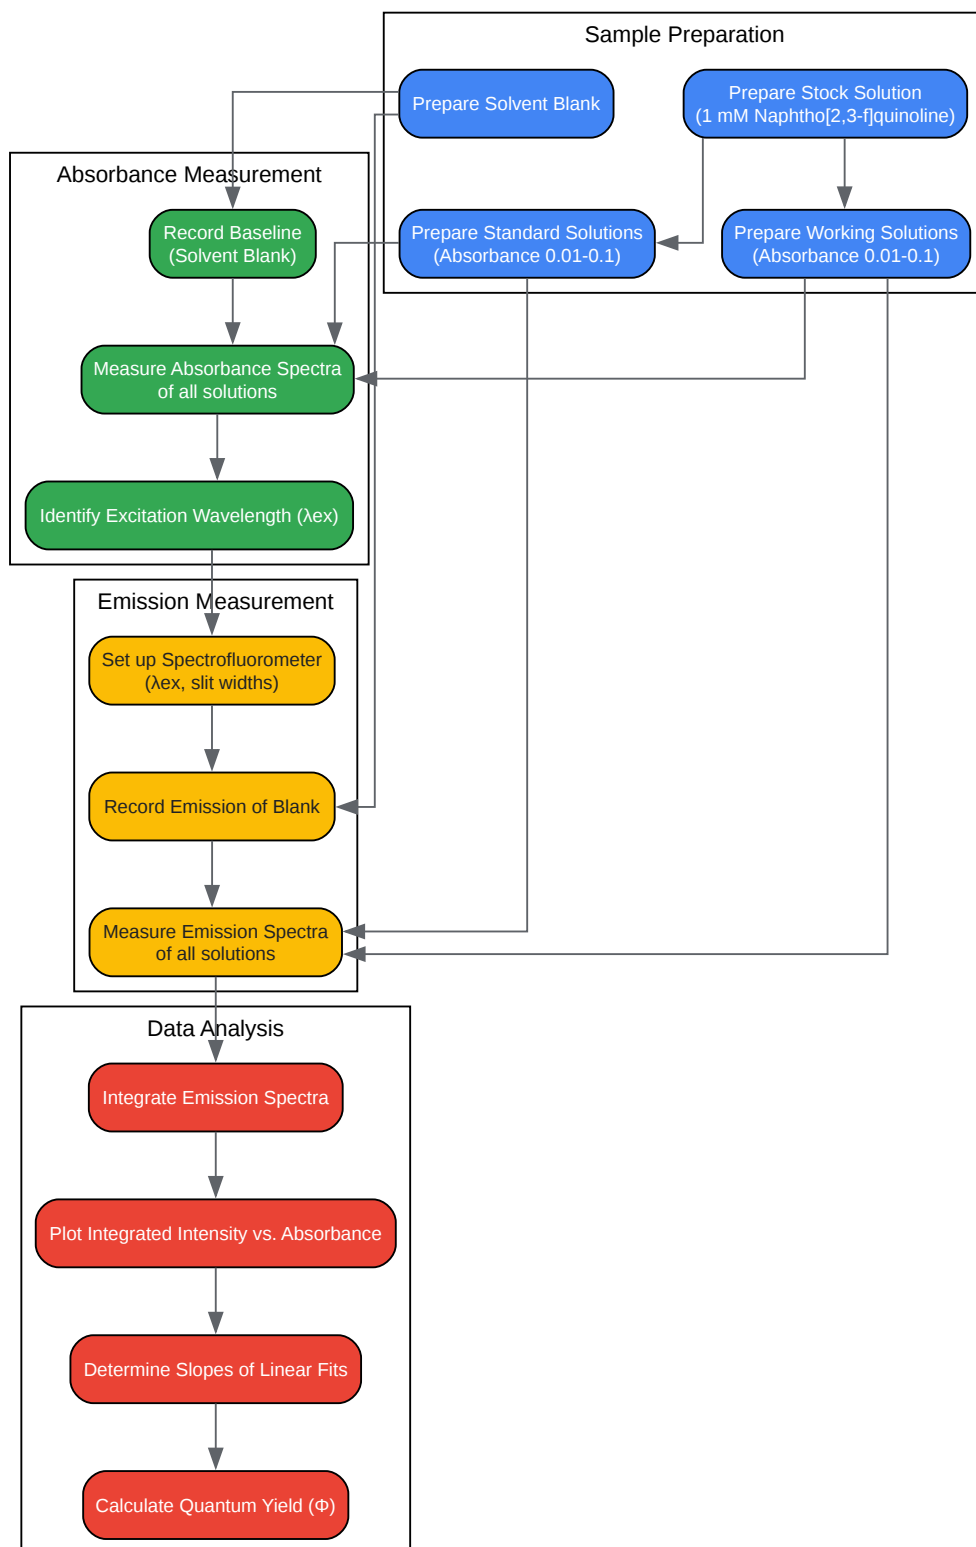 Sample Preparation
Prepare Solvent Blank
Prepare Stock Solution
(1 mM Naphtho[2,3-f]quinoline)
Prepare Standard Solutions
(Absorbance 0.01-0.1)
Prepare Working Solutions
(Absorbance 0.01-0.1)
Absorbance Measurement
Record Baseline
(Solvent Blank)
Measure Absorbance Spectra
of all solutions
Identify Excitation Wavelength (λex)
Emission Measurement
Set up Spectrofluorometer
(λex, slit widths)
Record Emission of Blank
Measure Emission Spectra
of all solutions
Data Analysis
Integrate Emission Spectra
Plot Integrated Intensity vs. Absorbance
Determine Slopes of Linear Fits
Calculate Quantum Yield (Φ)